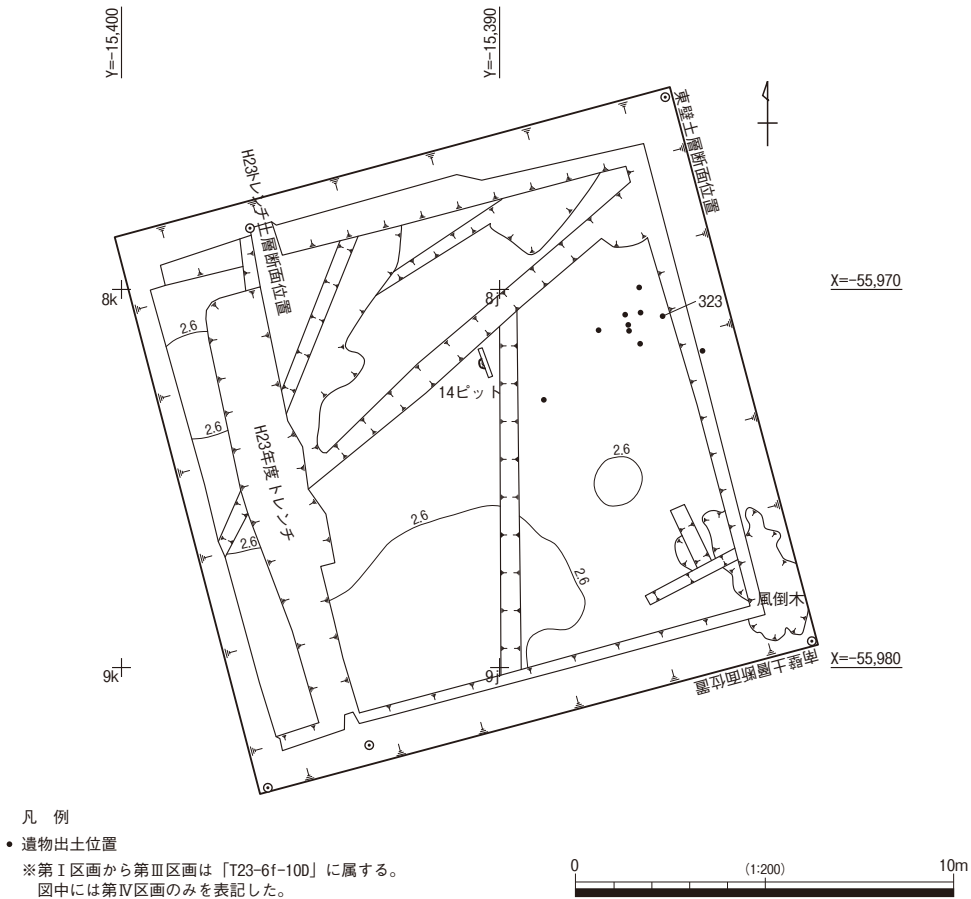 Y=-15,400
Y=-15,390
東壁土層断面位置
H23トレンチ土層断面位置
8k
8j
X=-55,970
323
2.6
14ピット
2.6
H23年度トレンチ
2.6
2.6
2.6
2.6
風倒木
南壁土層断面位置
9k
9j
X=-55,980
凡 例
• 遺物出土位置
※第Ⅰ区画から第Ⅲ区画は「T23-6f-10D」に属する。
図中には第Ⅳ区画のみを表記した。
0 (1:200) 10m